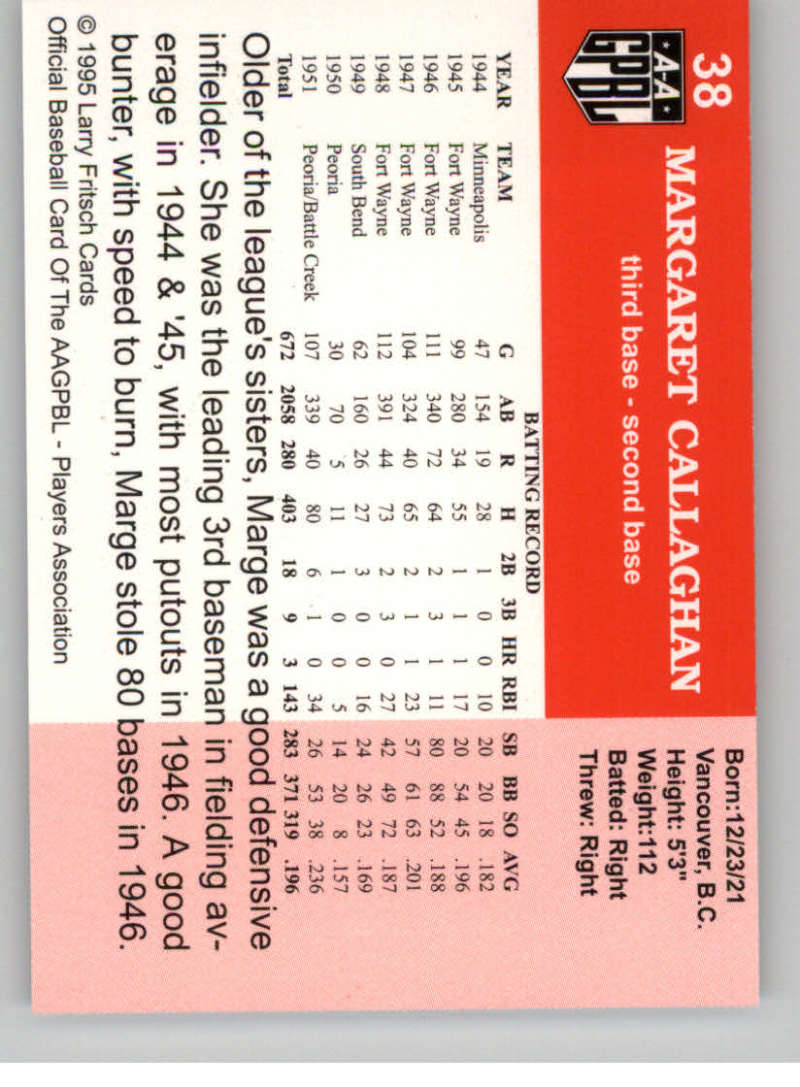 38
MARGARET CALLAGHAN
third base - second base
A-A
GPBL
Born:12/23/21
Vancouver, B.C.
Height: 5'3"
Weight:112
Batted: Right
Threw: Right
BATTING RECORD
YEAR TEAM G AB R H 2B 3B HR RBI SB BB SO AVG
1944 Minneapolis 47 154 19 28 1 0 0 10 20 20 18 .182
1945 Fort Wayne 99 280 34 55 1 1 1 17 20 54 45 .196
1946 Fort Wayne 111 340 72 64 2 3 1 11 80 88 52 .188
1947 Fort Wayne 104 324 40 65 2 1 1 23 57 61 63 .201
1948 Fort Wayne 112 391 44 73 2 3 0 27 42 49 72 .187
1949 South Bend 62 160 26 27 3 0 0 16 24 26 23 .169
1950 Peoria 30 70 5 11 1 0 0 5 14 20 8 .157
1951 Peoria/Battle Creek 107 339 40 80 6 1 0 34 26 53 38 .236
Total 672 2058 280 403 18 9 3 143 283 371 319 .196
Older of the league's sisters, Marge was a good defensive
infielder. She was the leading 3rd baseman in fielding av-
erage in 1944 & '45, with most putouts in 1946. A good
bunter, with speed to burn, Marge stole 80 bases in 1946.
© 1995 Larry Fritsch Cards
Official Baseball Card Of The AAGPBL - Players Association